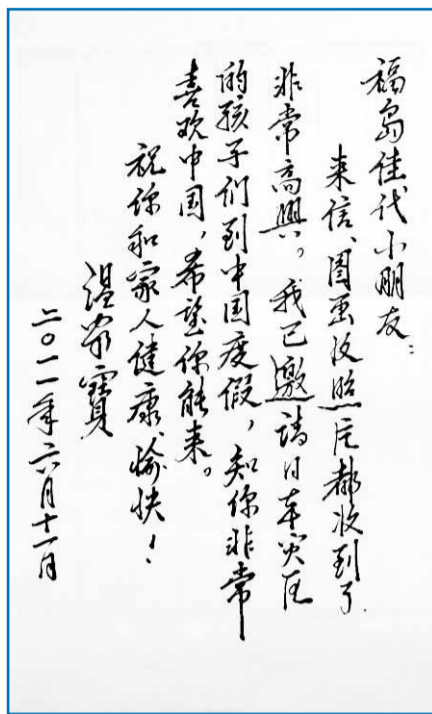 福島佳代小朋友：
来信、图画及照片都收到了，
非常高興。我已邀请日本灾区
的孩子们到中国度假，知你非常
喜欢中国，希望你能来。
祝你和家人健康、愉快！
温家寶
二〇一一年六月十一日